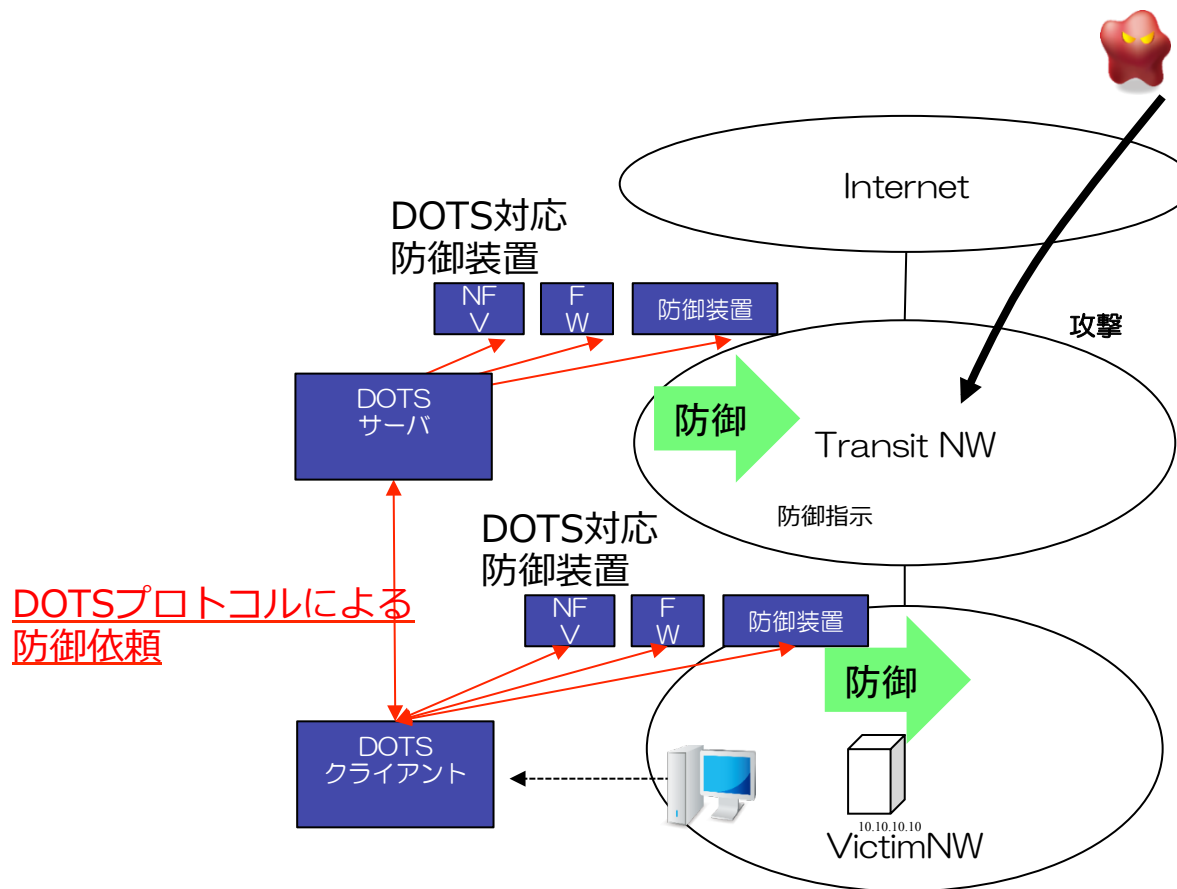 Internet
DOTS対応
防御装置
NF
V
F
W
防御装置
攻撃
DOTS
サーバ
防御
Transit NW
防御指示
DOTS対応
防御装置
DOTSプロトコルによる
防御依頼
NF
V
F
W
防御装置
防御
DOTS
クライアント
10.10.10.10
VictimNW